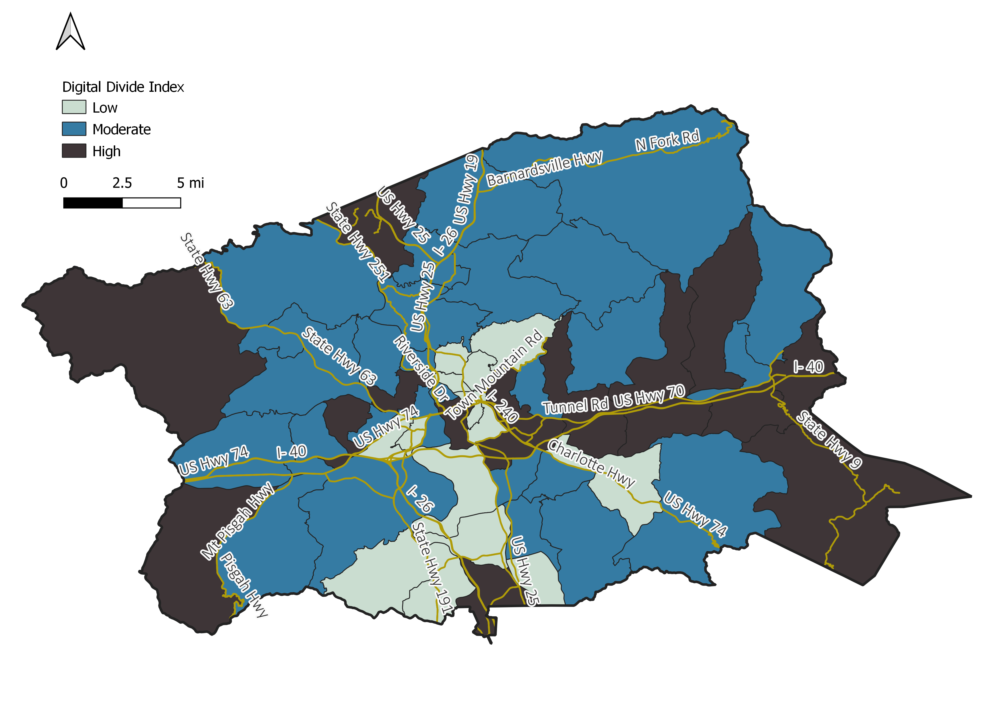 Digital Divide Index
Low
Moderate
High
0 2.5 5 mi
N Fork Rd
Barnardsville Hwy
US Hwy 19
US Hwy 25
I- 26
State Hwy 251
State Hwy 63
US Hwy 25
State Hwy 63
Riverside Dr
Town Mountain Rd
I- 40
I- 240
Tunnel Rd
US Hwy 70
US Hwy 74
State Hwy 9
US Hwy 74
I- 40
Charlotte Hwy
I- 26
Mt Pisgah Hwy
US Hwy 74
State Hwy 191
US Hwy 25
Pisgah Hwy